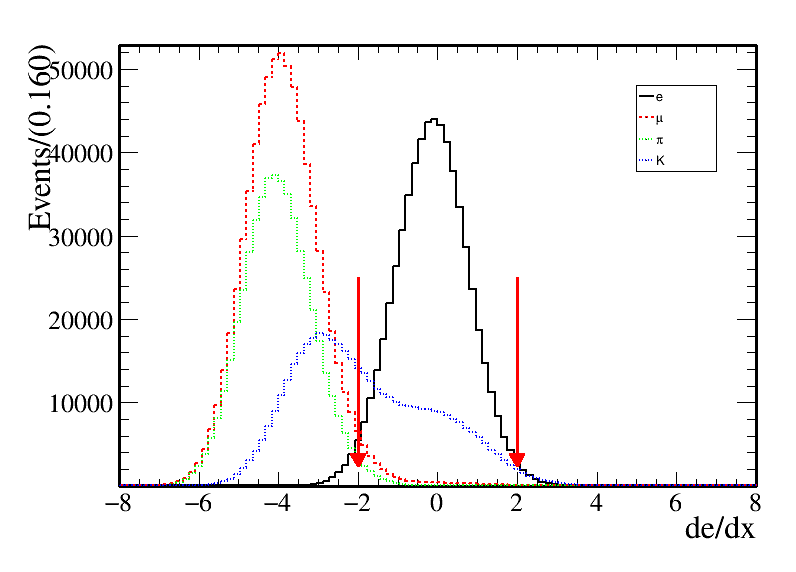 Events/(0.160)
50000
40000
30000
20000
10000
e
μ
π
K
−8 −6 −4 −2 0 2 4 6 8
de/dx